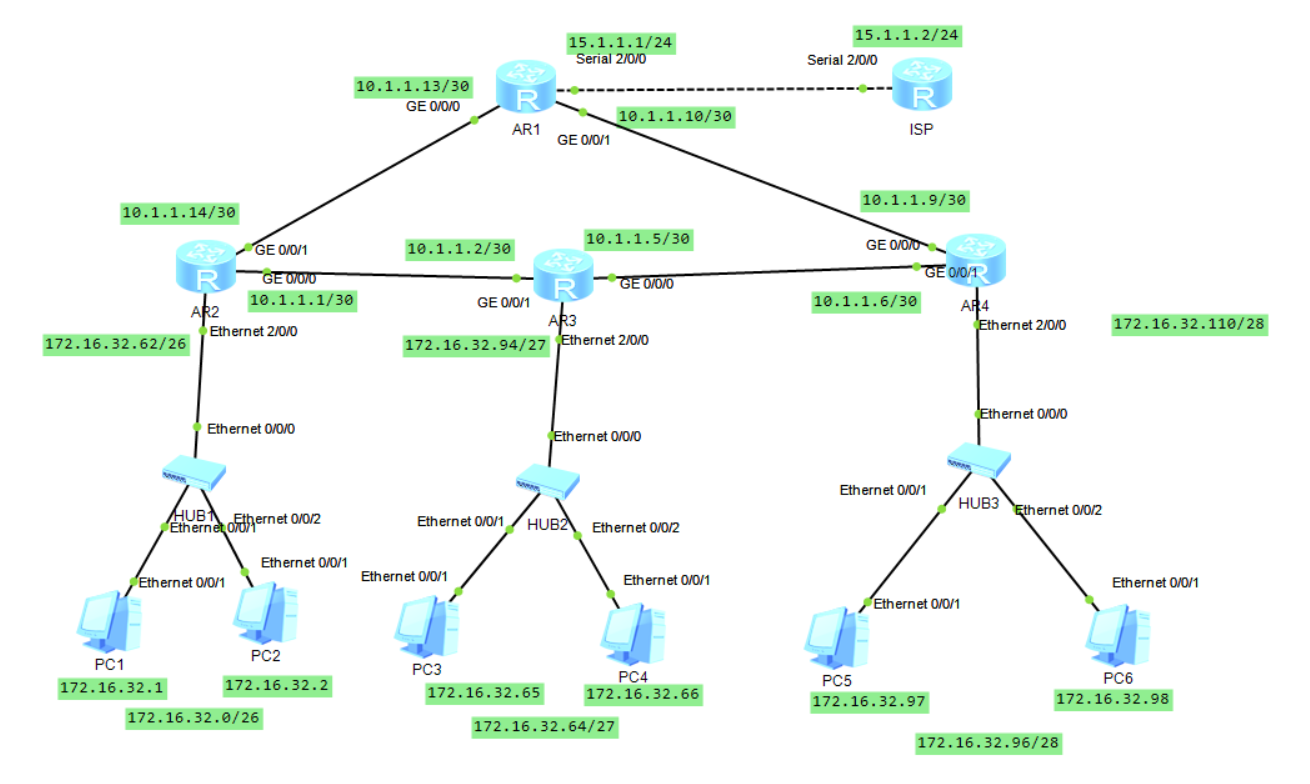 15.1.1.1/24
15.1.1.2/24
Serial 2/0/0
Serial 2/0/0
10.1.1.13/30
GE 0/0/0
R
R
10.1.1.10/30
AR1
ISP
GE 0/0/1
10.1.1.14/30
10.1.1.9/30
10.1.1.2/30
10.1.1.5/30
GE 0/0/1
GE 0/0/0
R
GE 0/0/0
R
GE 0/0/0
GE 0/0/1
R
10.1.1.1/30
GE 0/0/1
10.1.1.6/30
AR2
AR3
AR4
Ethernet 2/0/0
Ethernet 2/0/0
Ethernet 2/0/0
172.16.32.110/28
172.16.32.62/26
172.16.32.94/27
Ethernet 0/0/0
Ethernet 0/0/0
Ethernet 0/0/0
HUB1
Ethernet 0/0/2
Ethernet 0/0/1
Ethernet 0/0/1
HUB2
Ethernet 0/0/2
Ethernet 0/0/1
HUB3
Ethernet 0/0/2
Ethernet 0/0/1
Ethernet 0/0/1
Ethernet 0/0/1
Ethernet 0/0/1
Ethernet 0/0/1
Ethernet 0/0/1
PC1
PC2
PC3
PC4
PC5
PC6
172.16.32.1
172.16.32.2
172.16.32.65
172.16.32.66
172.16.32.97
172.16.32.98
172.16.32.0/26
172.16.32.64/27
172.16.32.96/28